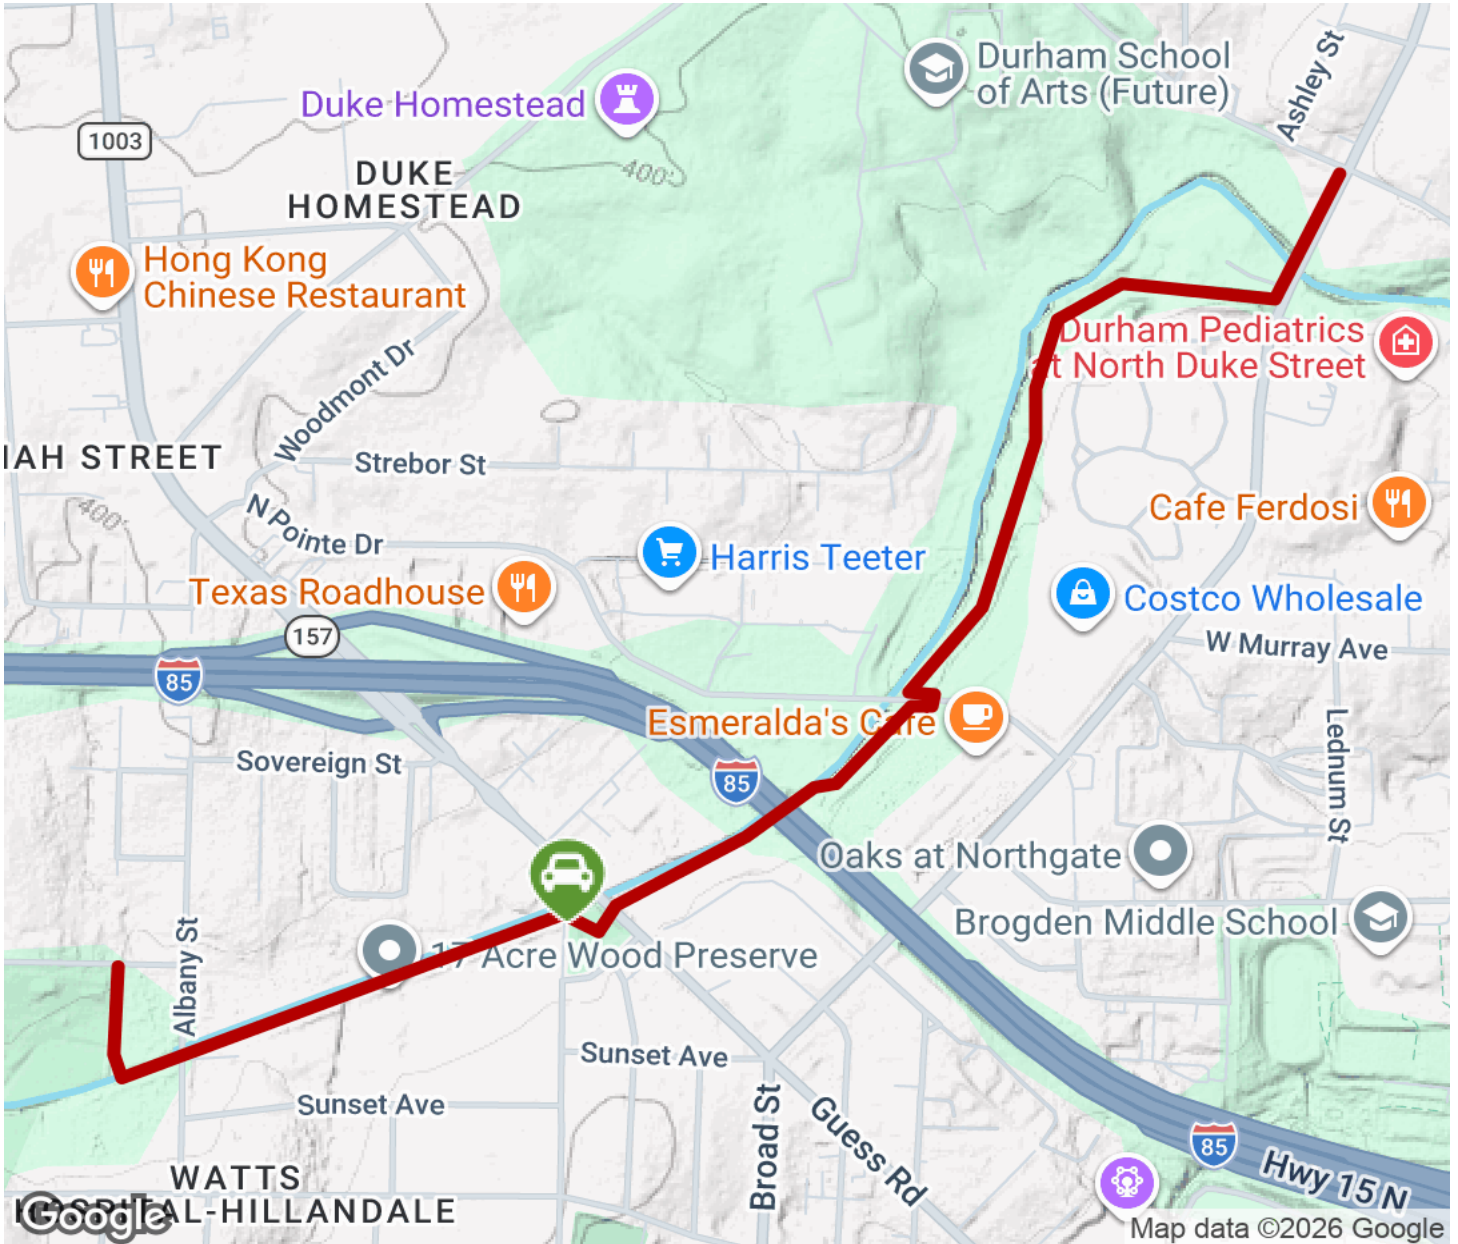 Durham School
of Arts (Future)
Ashley St
Duke Homestead
1003
DUKE
HOMESTEAD
400'
Hong Kong
Chinese Restaurant
Durham Pediatrics
at North Duke Street
Woodmont Dr
IAH STREET
Strebor St
400'
N Pointe Dr
Cafe Ferdosi
Harris Teeter
Texas Roadhouse
Costco Wholesale
157
W Murray Ave
85
Esmeralda's Cafe
Lednum St
Sovereign St
85
Oaks at Northgate
Brogden Middle School
17 Acre Wood Preserve
Albany St
Sunset Ave
Sunset Ave
Broad St
Guess Rd
85
Hwy 15 N
WATTS
HOSPITAL-HILLANDALE
Google
Map data ©2026 Google